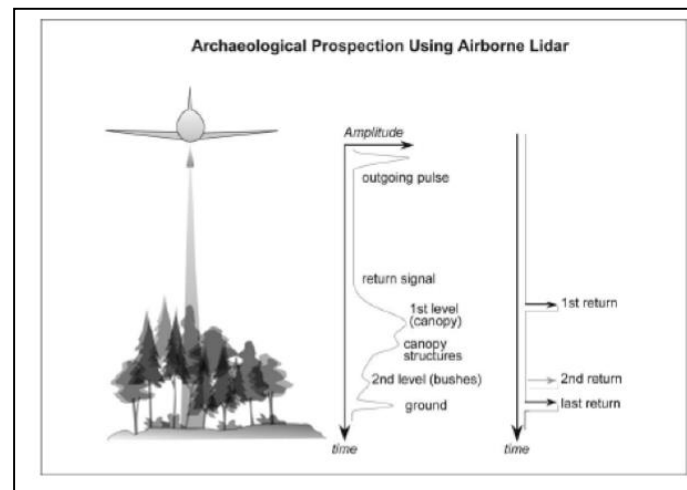 Archaeological Prospection Using Airborne Lidar
Amplitude
outgoing pulse
return signal
1st level
(canopy)
canopy
structures
2nd level (bushes)
ground
time
1st return
2nd return
last return
time